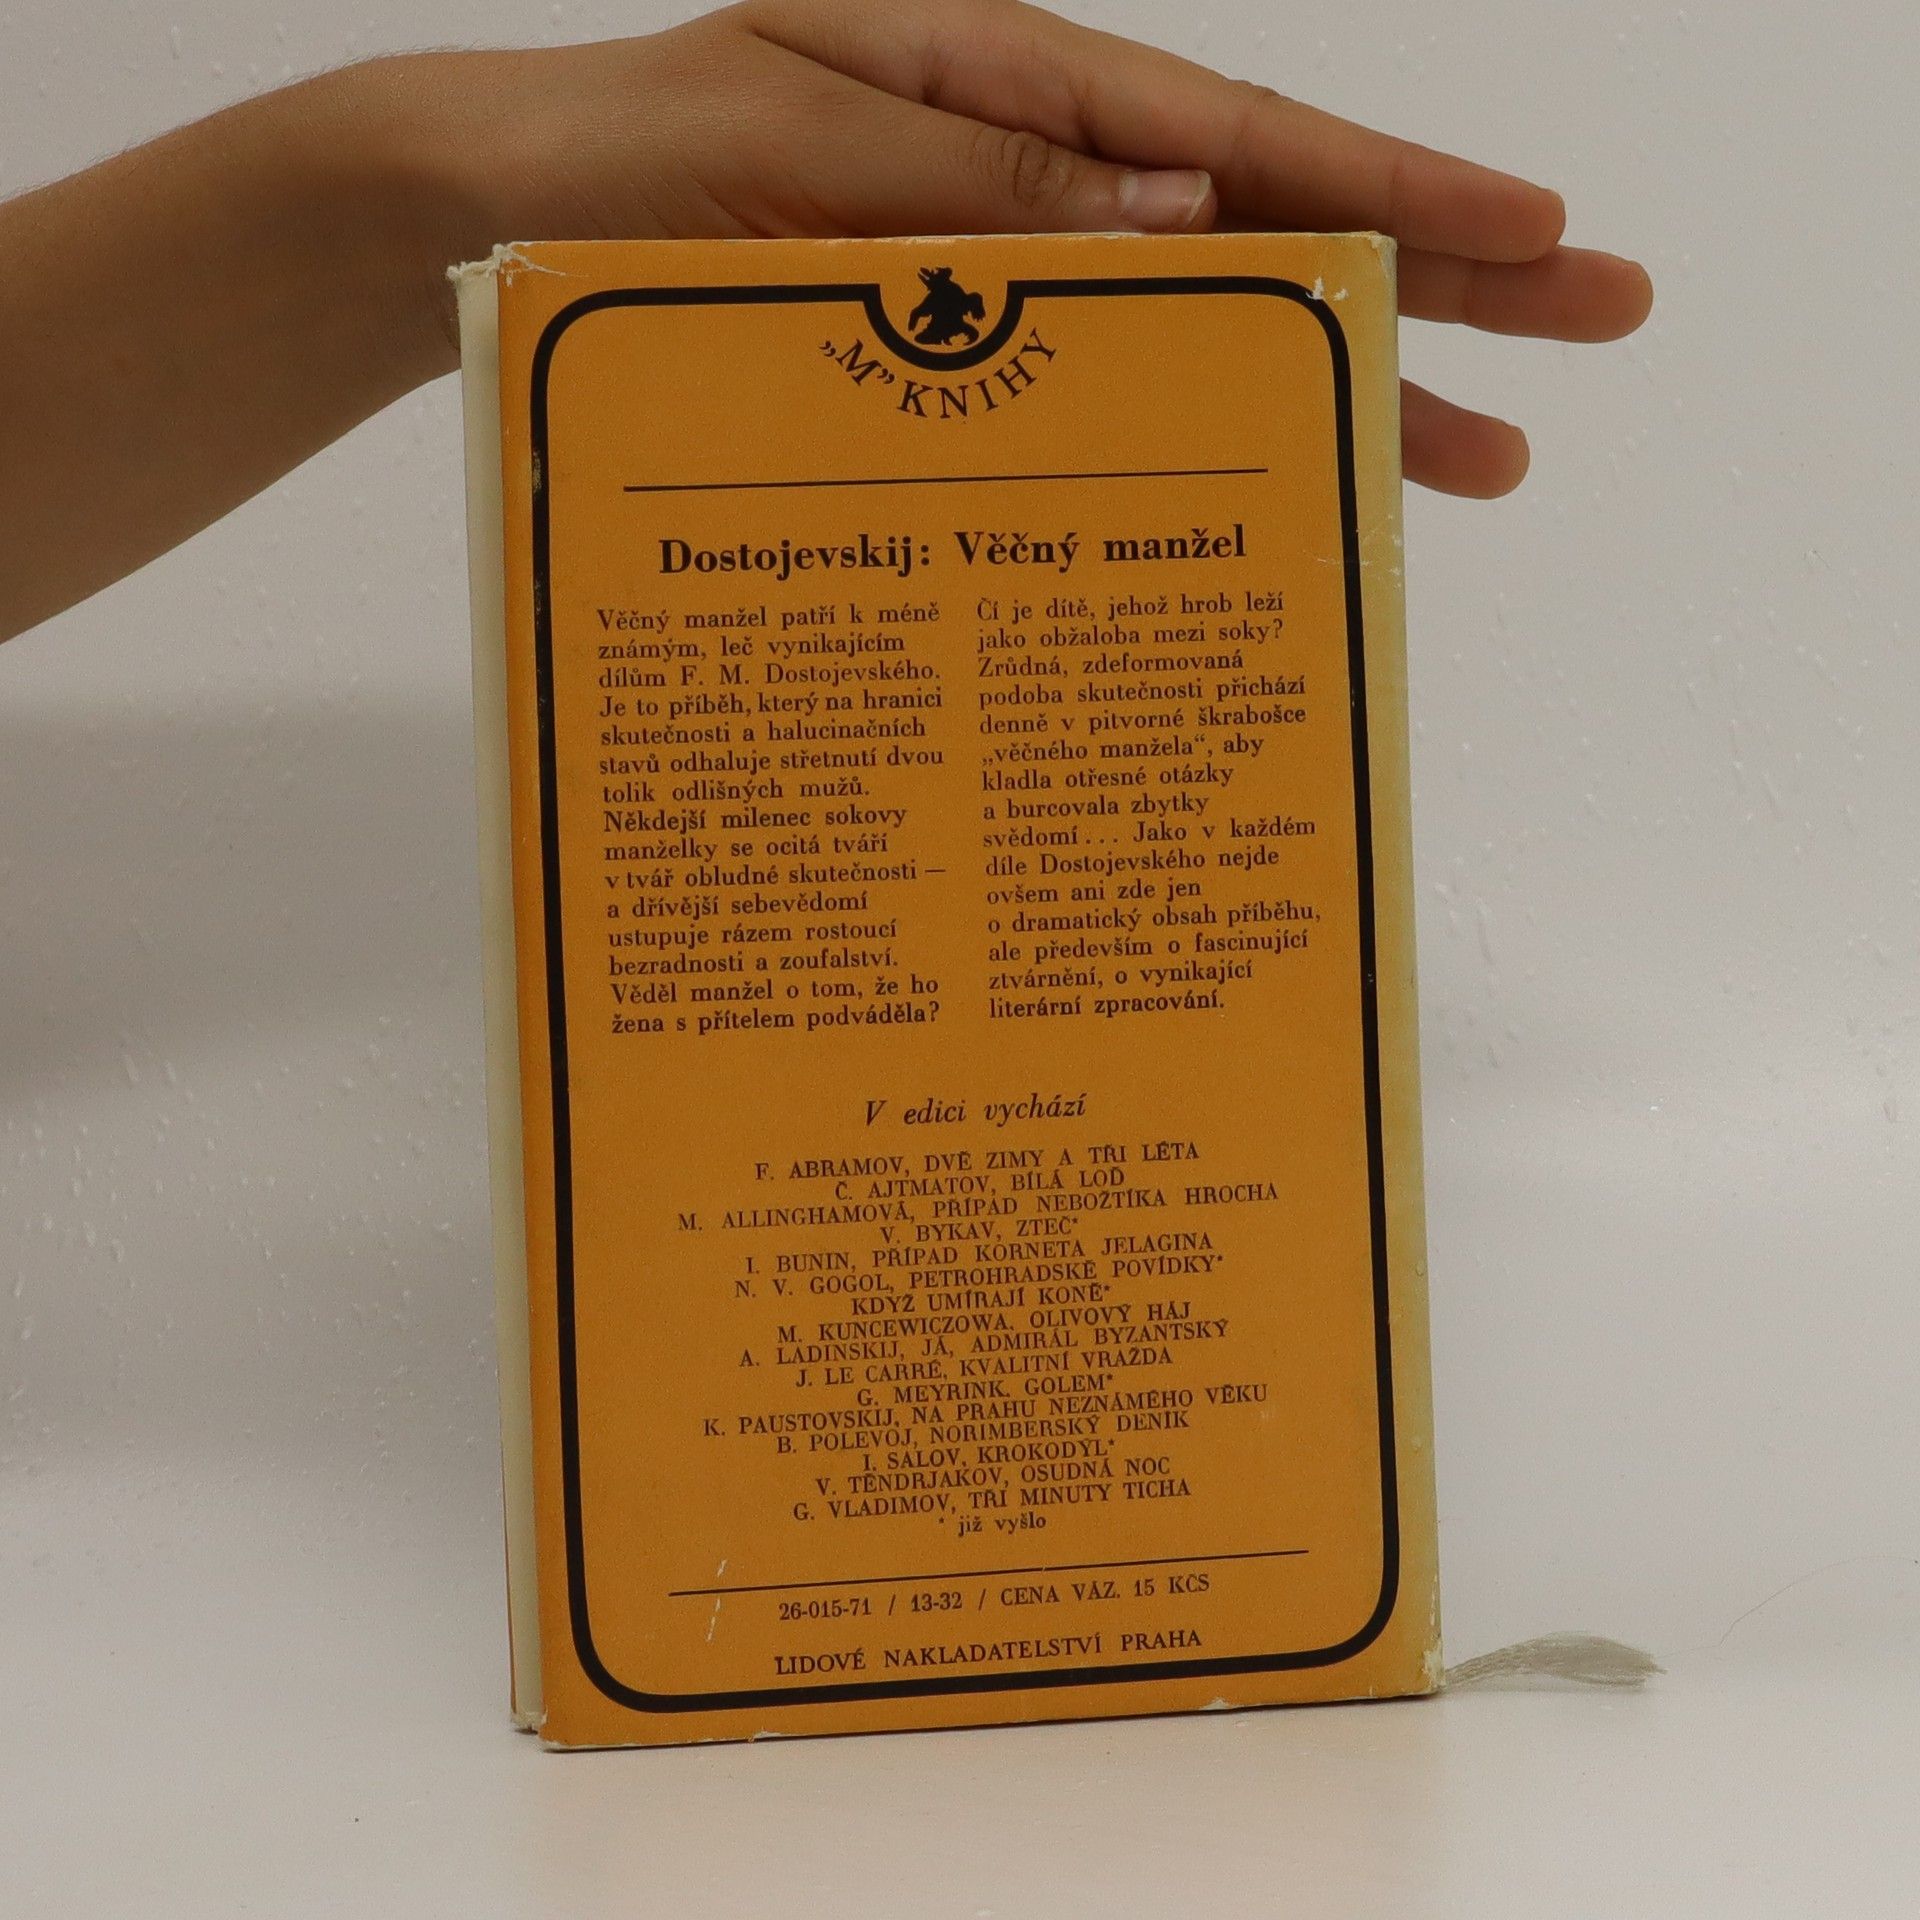 „M” KNIHY
Dostojevskij: Věčný manžel
Věčný manžel patří k méně
známým, leč vynikajícím
dílům F. M. Dostojevského.
Je to příběh, který na hranici
skutečnosti a halucinačních
stavů odhaluje střetnutí dvou
tolik odlišných mužů.
Někdejší milenec sokovy
manželky se ocitá tváří
v tvář obludné skutečnosti —
a dřívější sebevědomí
ustupuje rázem rostoucí
bezradnosti a zoufalství.
Věděl manžel o tom, že ho
žena s přítelem podváděla?
Čí je dítě, jehož hrob leží
jako obžaloba mezi soky?
Zrůdná, zdeformovaná
podoba skutečnosti přichází
denně v pitvorné škrabošce
„věčného manžela“, aby
kladla otřesné otázky
a burcovala zbytky
svědomí... Jako v každém
díle Dostojevského nejde
ovšem ani zde jen
o dramatický obsah příběhu,
ale především o fascinující
ztvárnění, o vynikající
literární zpracování.
V edici vychází
F. ABRAMOV, DVĚ ZIMY A TŘI LÉTA
Č. AJTMATOV, BÍLÁ LOĎ
M. ALLINGHAMOVÁ, PŘÍPAD NEBOŽTÍKA HROCHA
V. BYKAV, ZTEČ*
I. BUNIN, PŘÍPAD KORNETA JELAGINA
N. V. GOGOL, PETROHRADSKÉ POVÍDKY*
KDYŽ UMÍRAJÍ KONĚ*
M. KUNCEWICZOWA, OLIVOVÝ HÁJ
A. LADINSKIJ, JÁ, ADMIRÁL BYZANTSKÝ
J. LE CARRÉ, KVALITNÍ VRAŽDA
G. MEYRINK, GOLEM*
K. PAUSTOVSKIJ, NA PRAHU NEZNÁMÉHO VĚKU
B. POLEVOJ, NORIMBERSKÝ DENÍK
I. SALOV, KROKODÝL*
V. TENDRJAKOV, OSUDNÁ NOC
G. VLADIMOV, TŘI MINUTY TICHA
* již vyšlo
26-015-71 / 13-32 / CENA VÁZ. 15 KČS
LIDOVÉ NAKLADATELSTVÍ PRAHA